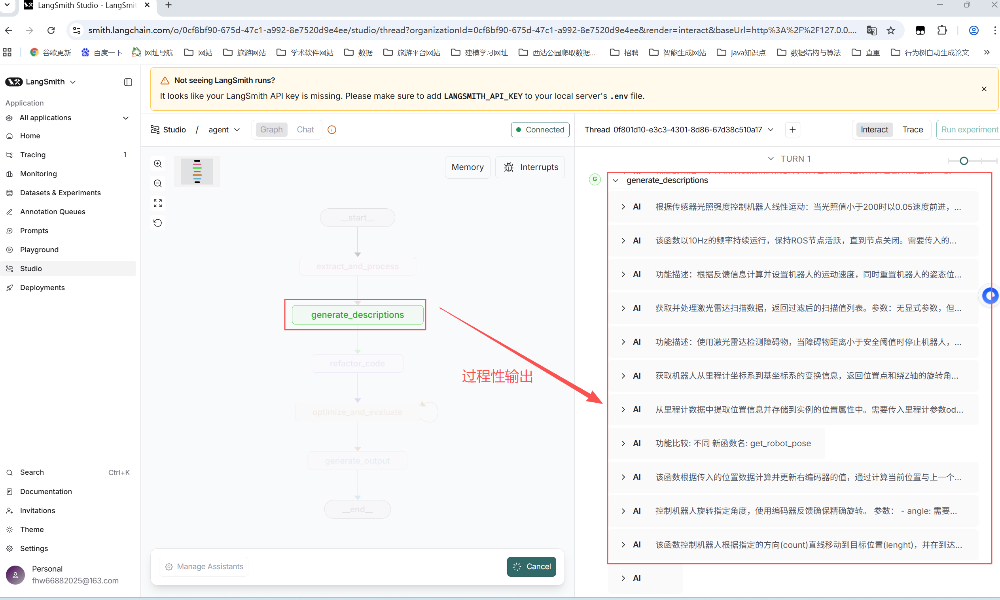 LangSmith Studio - LangSmit
smith.langchain.com/o/0cf8bf90-675d-47c1-a992-8e7520d9e4ee/studio/thread?organizationId=0cf8bf90-675d-47c1-a992-8e7520d9e4ee&render=interact&baseUrl=http%3A%2F%2F127.0.0....
谷歌更新 百度一下 网址导航 网站 旅游网站 学术软件网站 数据 旅游平台网站 建模学习网址 西沽公园爬取数据... 招聘 智能生成网站 java知识点 数据结构与算法 查重 行为树自动生成论文
LangSmith
Application
All applications
Home
Tracing 1
Monitoring
Datasets & Experiments
Annotation Queues
Prompts
Playground
Studio
Deployments
Search Ctrl+K
Documentation
Invitations
Theme
Settings
Personal
fhw66882025@163.com
Not seeing LangSmith runs?
It looks like your LangSmith API key is missing. Please make sure to add LANGSMITH_API_KEY to your local server's .env file.
Studio / agent Graph Chat Connected
Memory Interrupts
__start__
extract_and_process
generate_descriptions
refactor_code
optimize_and_evaluate
generate_output
__end__
过程性输出
Manage Assistants Cancel
Thread 0f801d10-e3c3-4301-8d86-67d38c510a17 Interact Trace Run experiment
TURN 1
G generate_descriptions
AI 根据传感器光照强度控制机器人线性运动：当光照值小于200时以0.05速度前进，...
AI 该函数以10Hz的频率持续运行，保持ROS节点活跃，直到节点关闭。需要传入的...
AI 功能描述：根据反馈信息计算并设置机器人的运动速度，同时重置机器人的姿态位...
AI 获取并处理激光雷达扫描数据，返回过滤后的扫描值列表。参数：无显式参数，但...
AI 功能描述：使用激光雷达检测障碍物，当障碍物距离小于安全阈值时停止机器人，...
AI 获取机器人从里程计坐标系到基坐标系的变换信息，返回位置点和绕Z轴的旋转角...
AI 从里程计数据中提取位置信息并存储到实例的位置属性中。需要传入里程计参数od...
AI 功能比较: 不同 新函数名: get_robot_pose
AI 该函数根据传入的位置数据计算并更新右编码器的值，通过计算当前位置与上一个...
AI 控制机器人旋转指定角度，使用编码器反馈确保精确旋转。 参数： - angle: 需要...
AI 该函数控制机器人根据指定的方向(count)直线移动到目标位置(lenght)，并在到达...
AI